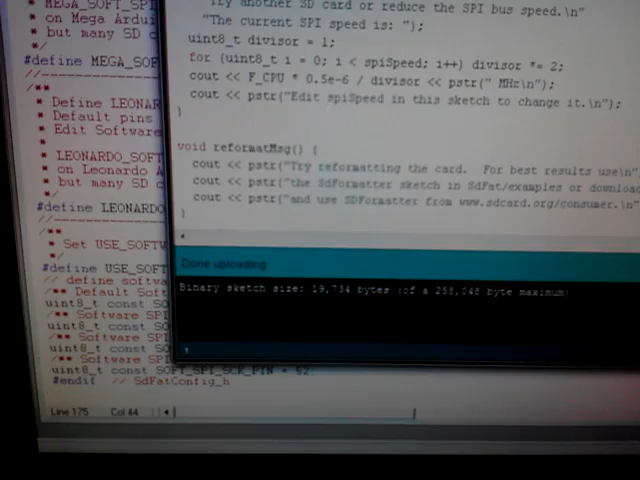 * MEGA_SOFT_SPI
* on Mega Ardui
* but many SD c
*/
#define MEGA_SOF
//----------------
/**
* Define LEONAR
* Default pins
* Edit Software
*
* LEONARDO_SOFT
* on Leonardo A
* but many SD c
*/
#define LEONARDO
//----------------
/**
* Set USE_SOFTW
*/
#define USE_SOFT
// define softwa
/** Default Soft
uint8_t const SO
/** Software SPI
uint8_t const SO
/** Software SPI
uint8_t const SO
/** Software SPI
uint8_t const SOFT_SPI_SCK_PIN = 52;
#endif // SdFatConfig_h
Line 175 Col 44
"Try another SD card or reduce the SPI bus speed.\n"
"The current SPI speed is: ");
uint8_t divisor = 1;
for (uint8_t i = 0; i < spiSpeed; i++) divisor *= 2;
cout << F_CPU * 0.5e-6 / divisor << pstr(" MHz\n");
cout << pstr("Edit spiSpeed in this sketch to change it.\n");
}
void reformatMsg() {
cout << pstr("Try reformatting the card. For best results use\n"
cout << pstr("the SdFormatter sketch in SdFat/examples or downloa
cout << pstr("and use SDFormatter from www.sdcard.org/consumer.\n"
}
Done uploading.
Binary sketch size: 19,734 bytes (of a 258,048 byte maximum)
1